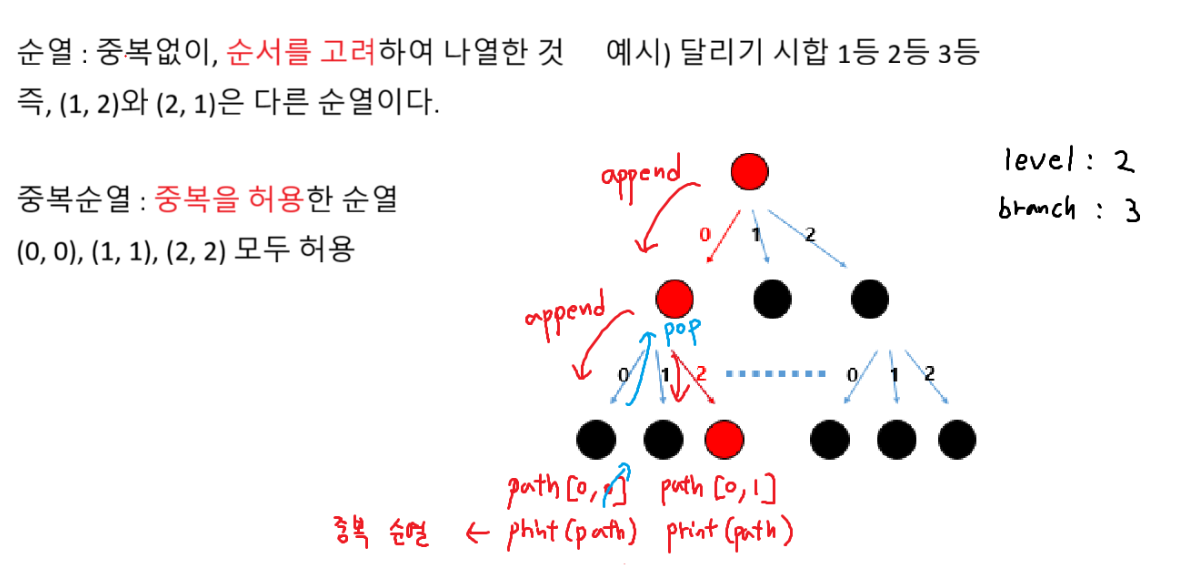 순열 : 중복없이, 순서를 고려하여 나열한 것 예시) 달리기 시합 1등 2등 3등
즉, (1, 2)와 (2, 1)은 다른 순열이다.
중복순열 : 중복을 허용한 순열
(0, 0), (1, 1), (2, 2) 모두 허용
level : 2
branch : 3
append
0 1 2
append
pop
0 1 2 0 1 2
path [0, 0] path [0, 1]
중복 순열 ← print (path) print (path)